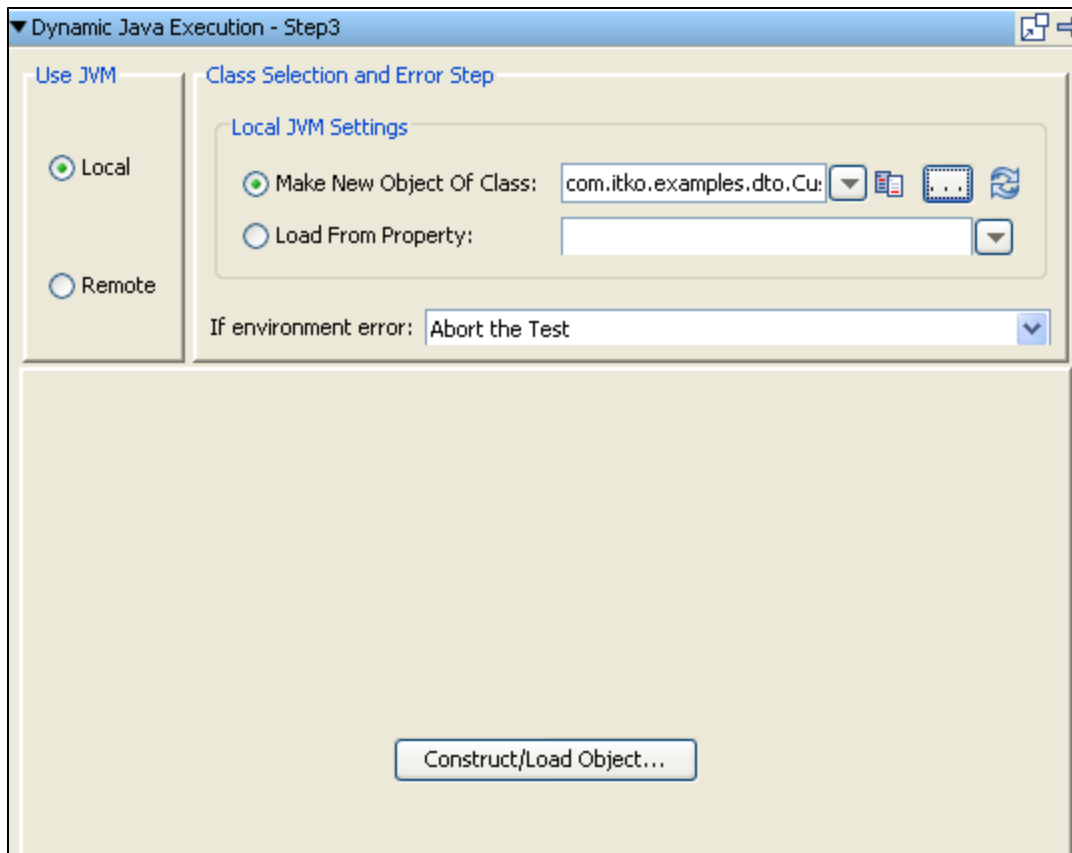 Dynamic Java Execution - Step3
Use JVM
Class Selection and Error Step
Local JVM Settings
Local
Make New Object Of Class: com.itko.examples.dto.Cu: ...
Load From Property:
Remote
If environment error: Abort the Test
Construct/Load Object...